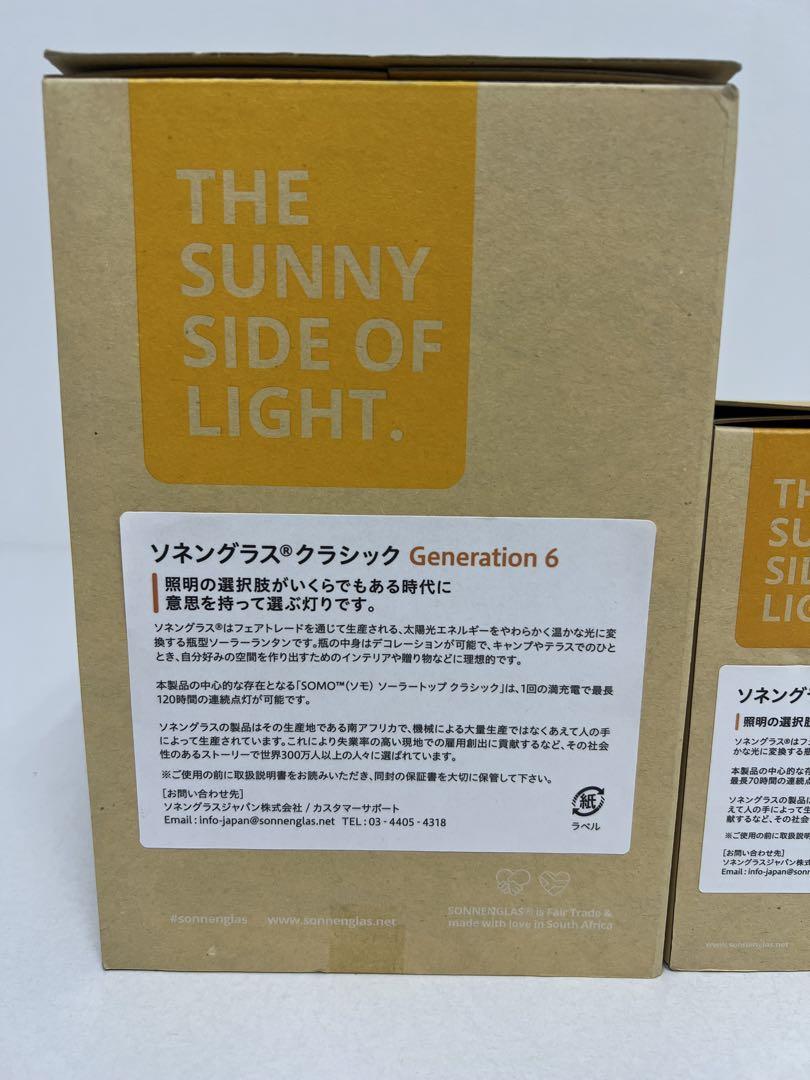 THE
SUNNY
SIDE OF
LIGHT.
ソネングラス®クラシック Generation 6
照明の選択肢がいくらでもある時代に
意思を持って選ぶ灯りです。
ソネングラス®はフェアトレードを通じて生産される、太陽光エネルギーをやわらかく温かな光に変
換する瓶型ソーラーランタンです。瓶の中身はデコレーションが可能で、キャンプやテラスでのひと
とき、自分好みの空間を作り出すためのインテリアや贈り物などに理想的です。
本製品の中心的な存在となる「SOMO™(ソモ) ソーラートップ クラシック」は、1回の満充電で最長
120時間の連続点灯が可能です。
ソネングラスの製品はその生産地である南アフリカで、機械による大量生産ではなくあえて人の手
によって生産されています。これにより失業率の高い現地での雇用創出に貢献するなど、その社会
性のあるストーリーで世界300万人以上の人々に選ばれています。
※ご使用の前に取扱説明書をお読みいただき、同封の保証書を大切に保管して下さい。
[お問い合わせ先]
ソネングラスジャパン株式会社 / カスタマーサポート
Email : info-japan@sonnenglas.net TEL : 03 - 4405 - 4318
紙
ラベル
#sonnenglas www.sonnenglas.net
SONNENGLAS® is Fair Trade &
made with love in South Africa
TH
SU
SID
LIG
ソネング
照明の選択肢
ソネングラス®はフェ
かな光に変換する瓶
本製品の中心的な存
最長70時間の連続点
ソネングラスの製品は
えて人の手によって生
献するなど、その社会
※ご使用の前に取扱説明
[お問い合わせ先]
ソネングラスジャパン株式
Email : info-japan@sonn
www.sonnenglas.net